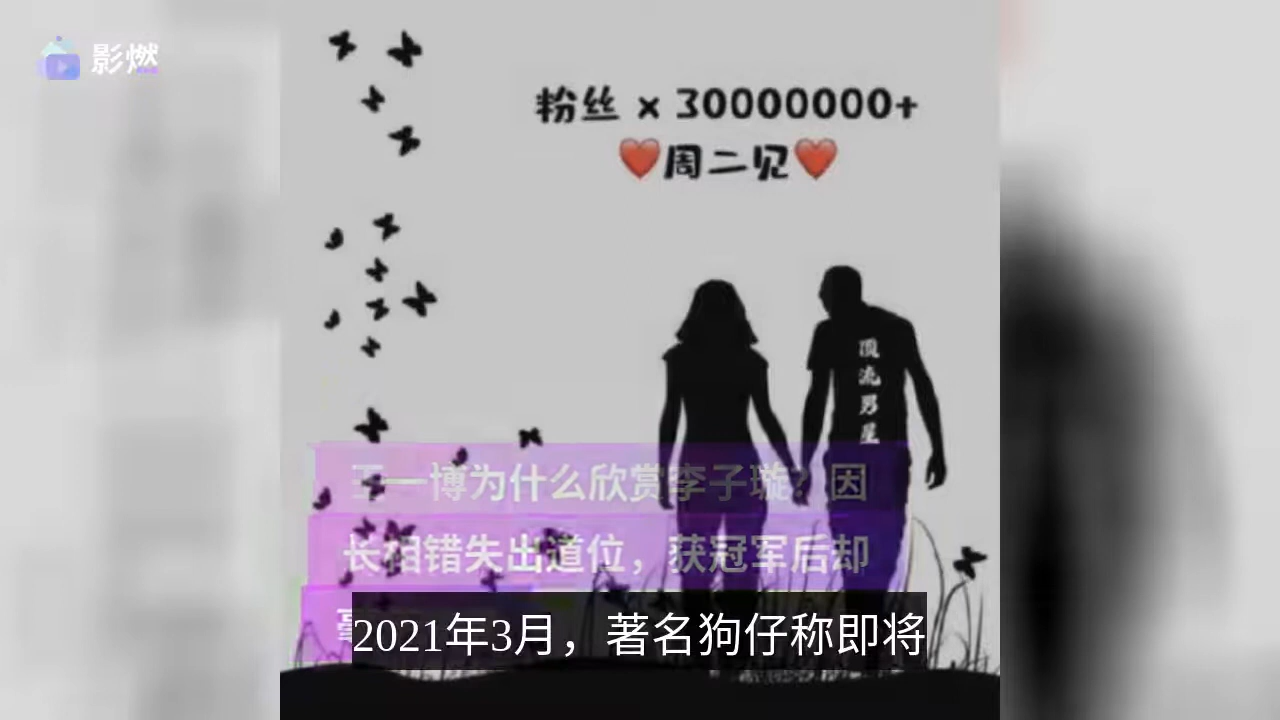 影燃
粉丝 x 30000000+
❤️周二见❤️
顶流男星
王一博为什么欣赏李子璇？因
长相错失出道位，获冠军后却
2021年3月，著名狗仔称即将